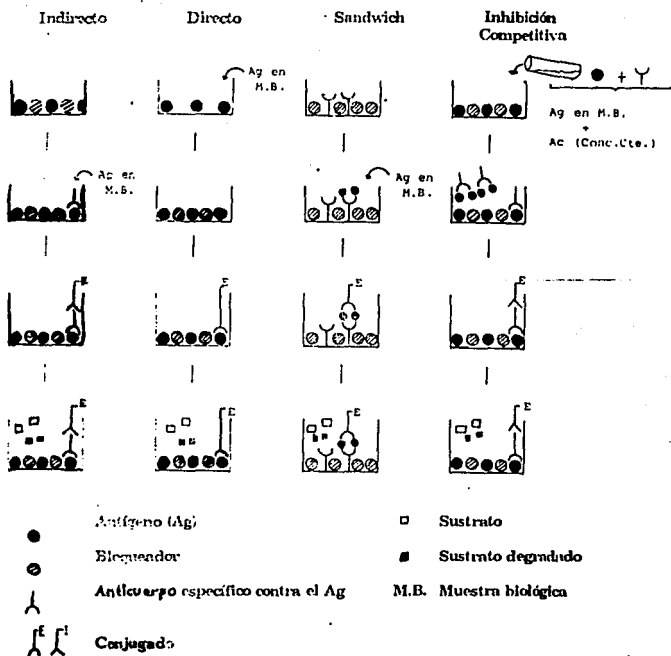 Indirecto Directo Sandwich Inhibición
Competitiva
Ag en
M.B.
+
Ag en M.B.
+
Ac (Conc.Cte.)
en
M.B.
Ag en
M.B.
E E E E
E E E E
Antígeno (Ag)
Bloqueador
Anticuerpo específico contra el Ag
E
Conjugado
Sustrato
Sustrato degradado
M.B. Muestra biológica